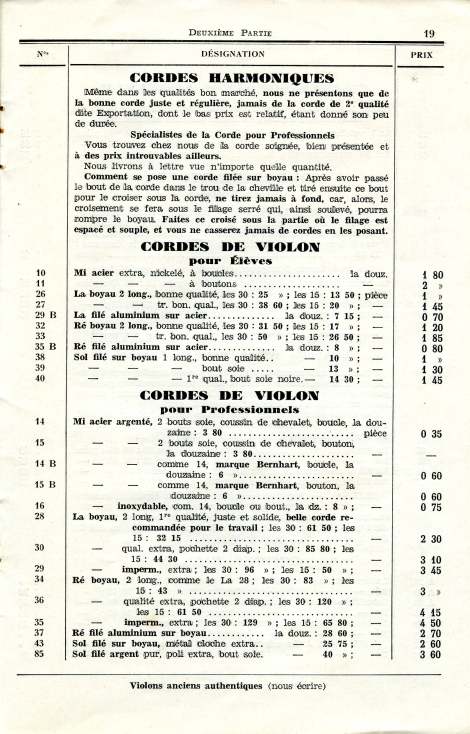 DEUXIÈME PARTIE 19
Nos DÉSIGNATION PRIX
CORDES HARMONIQUES
Même dans les qualités bon marché, nous ne présentons que de
la bonne corde juste et régulière, jamais de la corde de 2e qualité
dite Exportation, dont le bas prix est relatif, étant donné son peu
de durée.
Spécialistes de la Corde pour Professionnels
Vous trouvez chez nous de la corde soignée, bien présentée et
à des prix introuvables ailleurs.
Nous livrons à lettre vue n'importe quelle quantité.
Comment se pose une corde filée sur boyau : Après avoir passé
le bout de la corde dans le trou de la cheville et tiré ensuite ce bout
pour le croiser sous la corde, ne tirez jamais à fond, car, alors, le
croisement se fera sous le filage serré qui, ainsi soulevé, pourra
rompre le boyau. Faites ce croisé sous la partie où le filage est
espacé et souple, et vous ne casserez jamais de cordes en les posant.
CORDES DE VIOLON
pour Élèves
10 Mi acier extra, nickelé, à boucles...................... la douz. 1 80
11 — — à boutons ..................... — 2 »
26 La boyau 2 long., bonne qualité, les 30 : 25 » ; les 15 : 13 50 ; pièce 1 »
27 — — tr. bon. qual., les 30 : 38 60 ; les 15 : 20 » ; — 1 45
29 B La filé aluminium sur acier............... la douz. : 7 15 ; — 0 70
32 Ré boyau 2 long., bonne qualité, les 30 : 31 50 ; les 15 : 17 » ; — 1 20
33 — — tr. bon. qual., les 30 : 50 » ; les 15 : 26 50 ; — 1 85
35 B Ré filé aluminium sur acier............... la douz. : 8 » ; — 0 80
38 Sol filé sur boyau 1 long., bonne qualité.. — 10 » ; — 1 »
39 — — — bout soie ..... — 13 » ; — 1 30
40 — — — 1re qual., bout soie noire. — 14 30 ; — 1 45
CORDES DE VIOLON
pour Professionnels
14 Mi acier argenté, 2 bouts soie, coussin de chevalet, boucle, la dou-
zaine : 3 80 .......................... pièce 0 35
15 — — 2 bouts soie, coussin de chevalet, bouton,
la douzaine : 3 80................... — —
14 B — — comme 14, marque Bernhart, boucle, la
douzaine : 6 »....................... — 0 60
15 B — — comme 14, marque Bernhart, bouton, la
douzaine : 6 »....................... — 0 60
16 — inoxydable, com. 14, boucle ou bout., la dz. : 8 » ; — 0 75
28 La boyau, 2 long, 1re qualité, juste et solide, belle corde re-
commandée pour le travail ; les 30 : 61 50 ; les
15 : 32 15 ................................... — 2 30
30 — qual. extra, pochette 2 diap. ; les 30 : 85 80 ; les
15 : 44 30 ................................... — 3 10
29 — imperm., extra ; les 30 : 96 » ; les 15 : 50 » ; — 3 45
34 Ré boyau, 2 long., comme le La 28 ; les 30 : 83 » ; les
15 : 43 » .................................... — 3 »
36 qualité extra, pochette 2 diap. ; les 30 : 120 » ;
les 15 : 61 50 ............................... — 4 15
35 — imperm., extra ; les 30 : 129 » ; les 15 : 65 80 ; — 4 50
37 Ré filé aluminium sur boyau............ la douz. : 28 60 ; — 2 70
43 Sol filé sur boyau, métal cloche extra.. — 25 75 ; — 2 60
85 Sol filé argent pur, poli extra, bout soie. — 40 » ; — 3 60
Violons anciens authentiques (nous écrire)